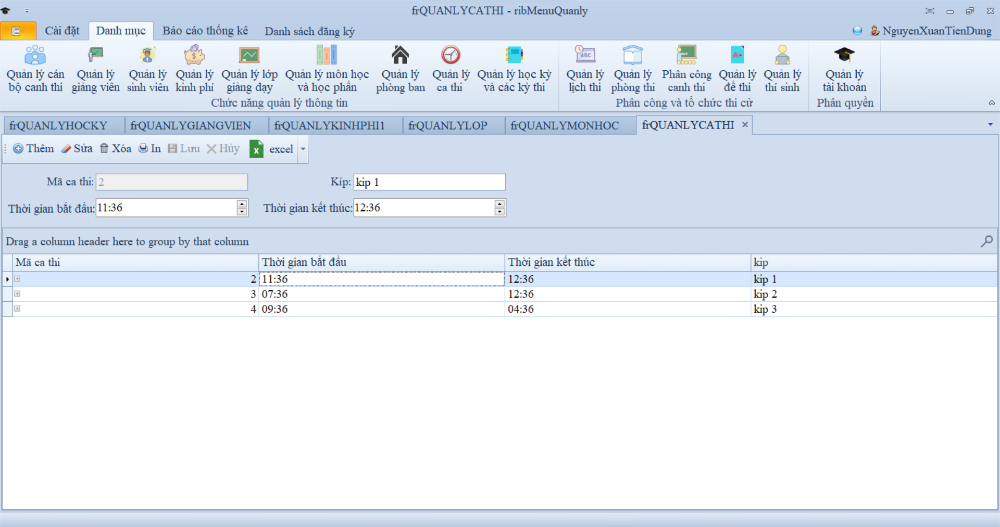 frQUANLYCATHI - ribMenuQuanly
Cài đặt
Danh mục
Báo cáo thống kê
Danh sách đăng ký
NguyenXuanTienDung
Quản lý cán
bộ canh thi
Quản lý
giảng viên
Quản lý
sinh viên
Quản lý
kinh phí
Quản lý lớp
giảng dạy
Quản lý môn học
và học phần
Quản lý
phòng ban
Quản lý
ca thi
Quản lý học kỳ
và các kỳ thi
Quản lý
lịch thi
Quản lý
phòng thi
Phân công
canh thi
Quản lý
đề thi
Quản lý
thí sinh
Quản lý
tài khoản
Chức năng quản lý thông tin
Phân công và tổ chức thi cử
Phân quyền
frQUANLYHOCKY
frQUANLYGIANGVIEN
frQUANLYKINHPHI1
frQUANLYLOP
frQUANLYMONHOC
frQUANLYCATHI
Thêm
Sửa
Xóa
In
Lưu
Hủy
excel
Mã ca thi: 2
Kíp: kip 1
Thời gian bắt đầu: 11:36
Thời gian kết thúc: 12:36
Drag a column header here to group by that column
Mã ca thi Thời gian bắt đầu Thời gian kết thúc kip
2 11:36 12:36 kip 1
3 07:36 12:36 kip 2
4 09:36 04:36 kip 3